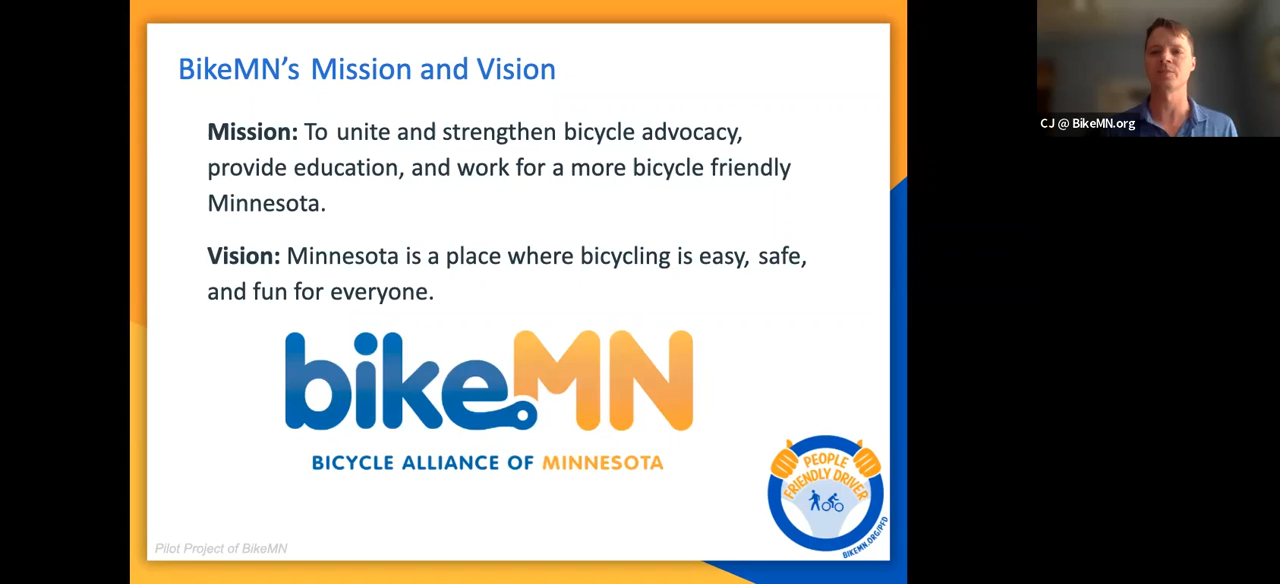 BikeMN’s Mission and Vision
Mission: To unite and strengthen bicycle advocacy,
provide education, and work for a more bicycle friendly
Minnesota.
Vision: Minnesota is a place where bicycling is easy, safe,
and fun for everyone.
bikeMN
BICYCLE ALLIANCE OF MINNESOTA
PEOPLE
FRIENDLY DRIVER
BIKEMN.ORG/PFD
Pilot Project of BikeMN
CJ @ BikeMN.org